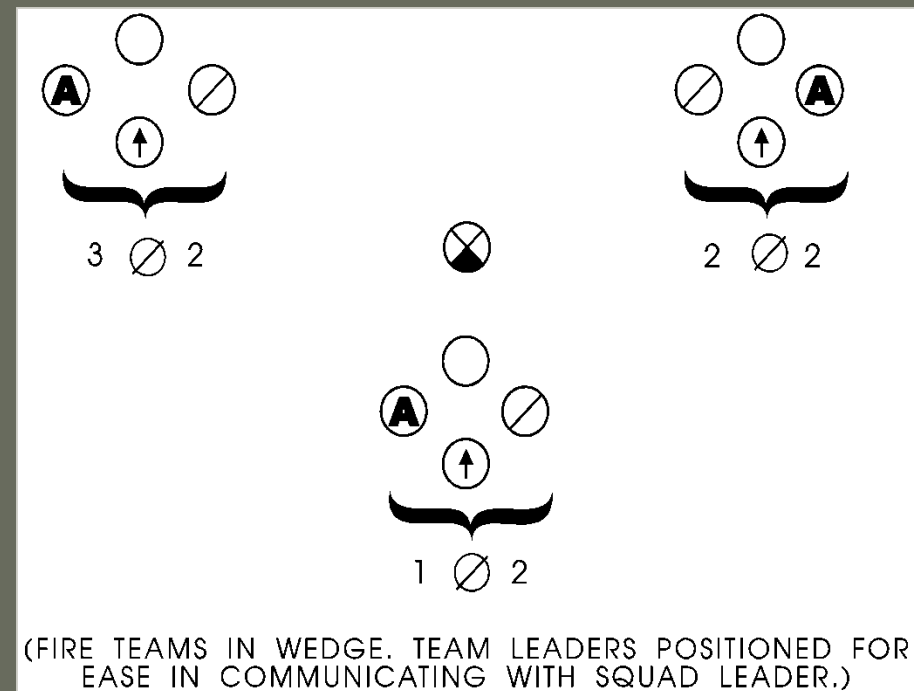 A
A
3 ∅ 2
2 ∅ 2
A
1 ∅ 2
(FIRE TEAMS IN WEDGE. TEAM LEADERS POSITIONED FOR
EASE IN COMMUNICATING WITH SQUAD LEADER.)